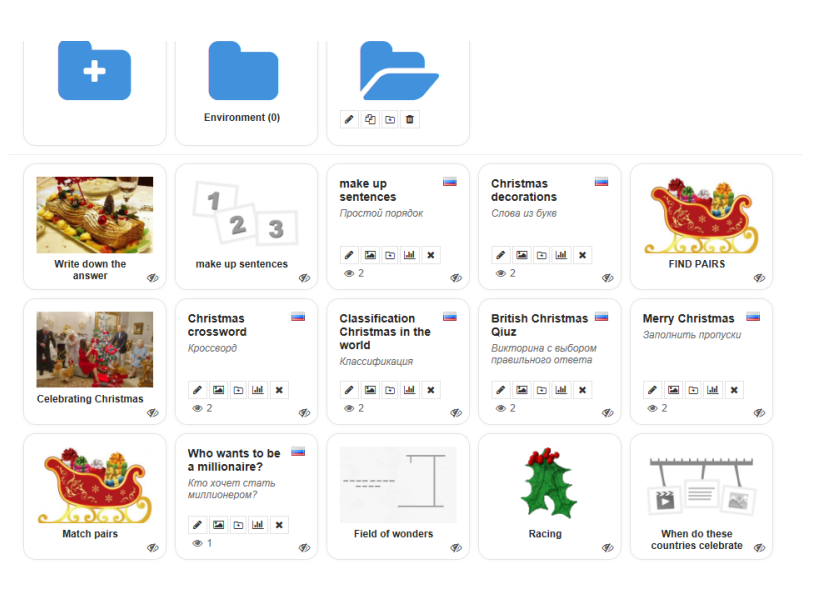 Environment (0)
Write down the
answer
1
2
3
make up sentences
make up
sentences
Простой порядок
2
Christmas
decorations
Слова из букв
2
FIND PAIRS
Celebrating Christmas
Christmas
crossword
Кроссворд
2
Classification
Christmas in the
world
Классификация
2
British Christmas
Qiuz
Викторина с выбором
правильного ответа
2
Merry Christmas
Заполнить пропуски
2
Match pairs
Who wants to be
a millionaire?
Кто хочет стать
миллионером?
1
Field of wonders
Racing
When do these
countries celebrate